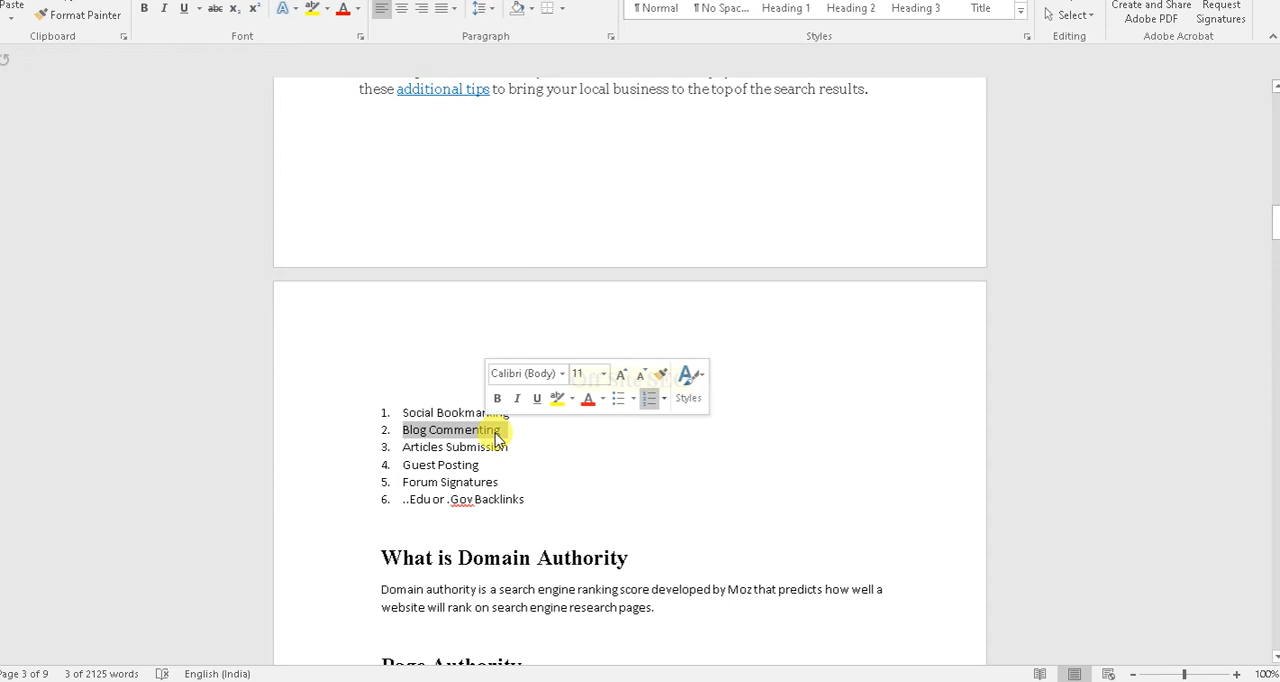 Paste
Format Painter
B I U abc x₂ x² A A
Normal No Spac... Heading 1 Heading 2 Heading 3 Title
Select
Create and Share Request
Adobe PDF Signatures
Clipboard Font Paragraph Styles Editing Adobe Acrobat
these additional tips to bring your local business to the top of the search results.
Calibri (Body) 11 A A A
B I U A Styles
1. Social Bookmarking
2. Blog Commenting
3. Articles Submission
4. Guest Posting
5. Forum Signatures
6. ..Edu or .Gov Backlinks
What is Domain Authority
Domain authority is a search engine ranking score developed by Moz that predicts how well a
website will rank on search engine research pages.
Page Authority
Page 3 of 9 3 of 2125 words English (India) 100%